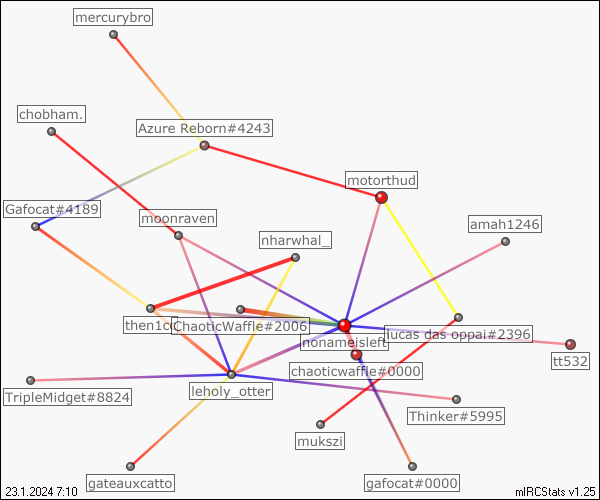 mercurybro
chobham.
Azure Reborn#4243
motorthud
Gafocat#4189
moonraven
amah1246
nharwhal_
ChaoticWaffle#2006
lucas das oppai#2396
nonameisleft
tt532
chaoticwaffle#0000
TripleMidget#8824
leholy_otter
Thinker#5995
mukszi
gateauxcatto
gafocat#0000
23.1.2024 7:10
mIRCStats v1.25